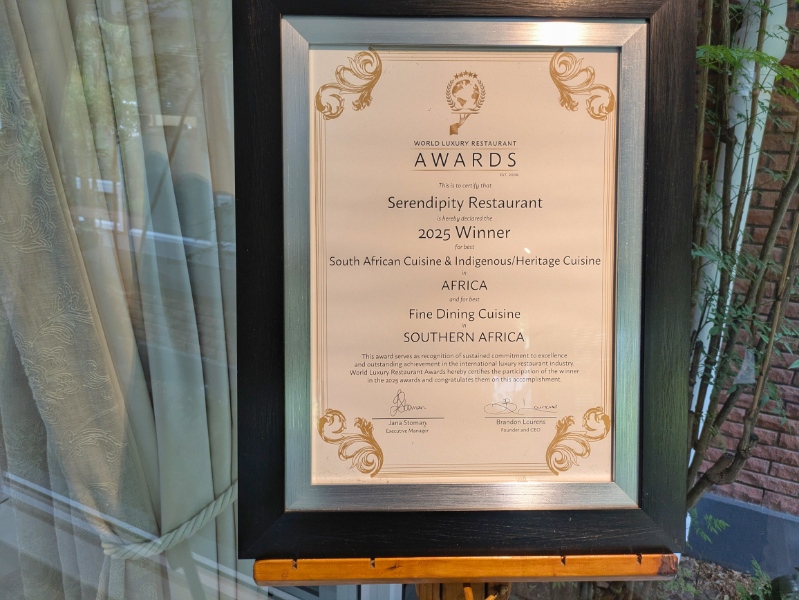 WORLD LUXURY RESTAURANT
AWARDS
This is to certify that
Serendipity Restaurant
is hereby declared the
2025 Winner
for best
South African Cuisine & Indigenous/Heritage Cuisine
in
AFRICA
and for best
Fine Dining Cuisine
in
SOUTHERN AFRICA
This award serves as recognition of sustained commitment to excellence
and outstanding achievement in the international luxury restaurant industry.
World Luxury Restaurant Awards hereby certifies the participation of the winner
in the 2025 awards and congratulates them on this accomplishment.
Jana Stoman
Executive Manager
Brandon Lourens
Founder and CEO